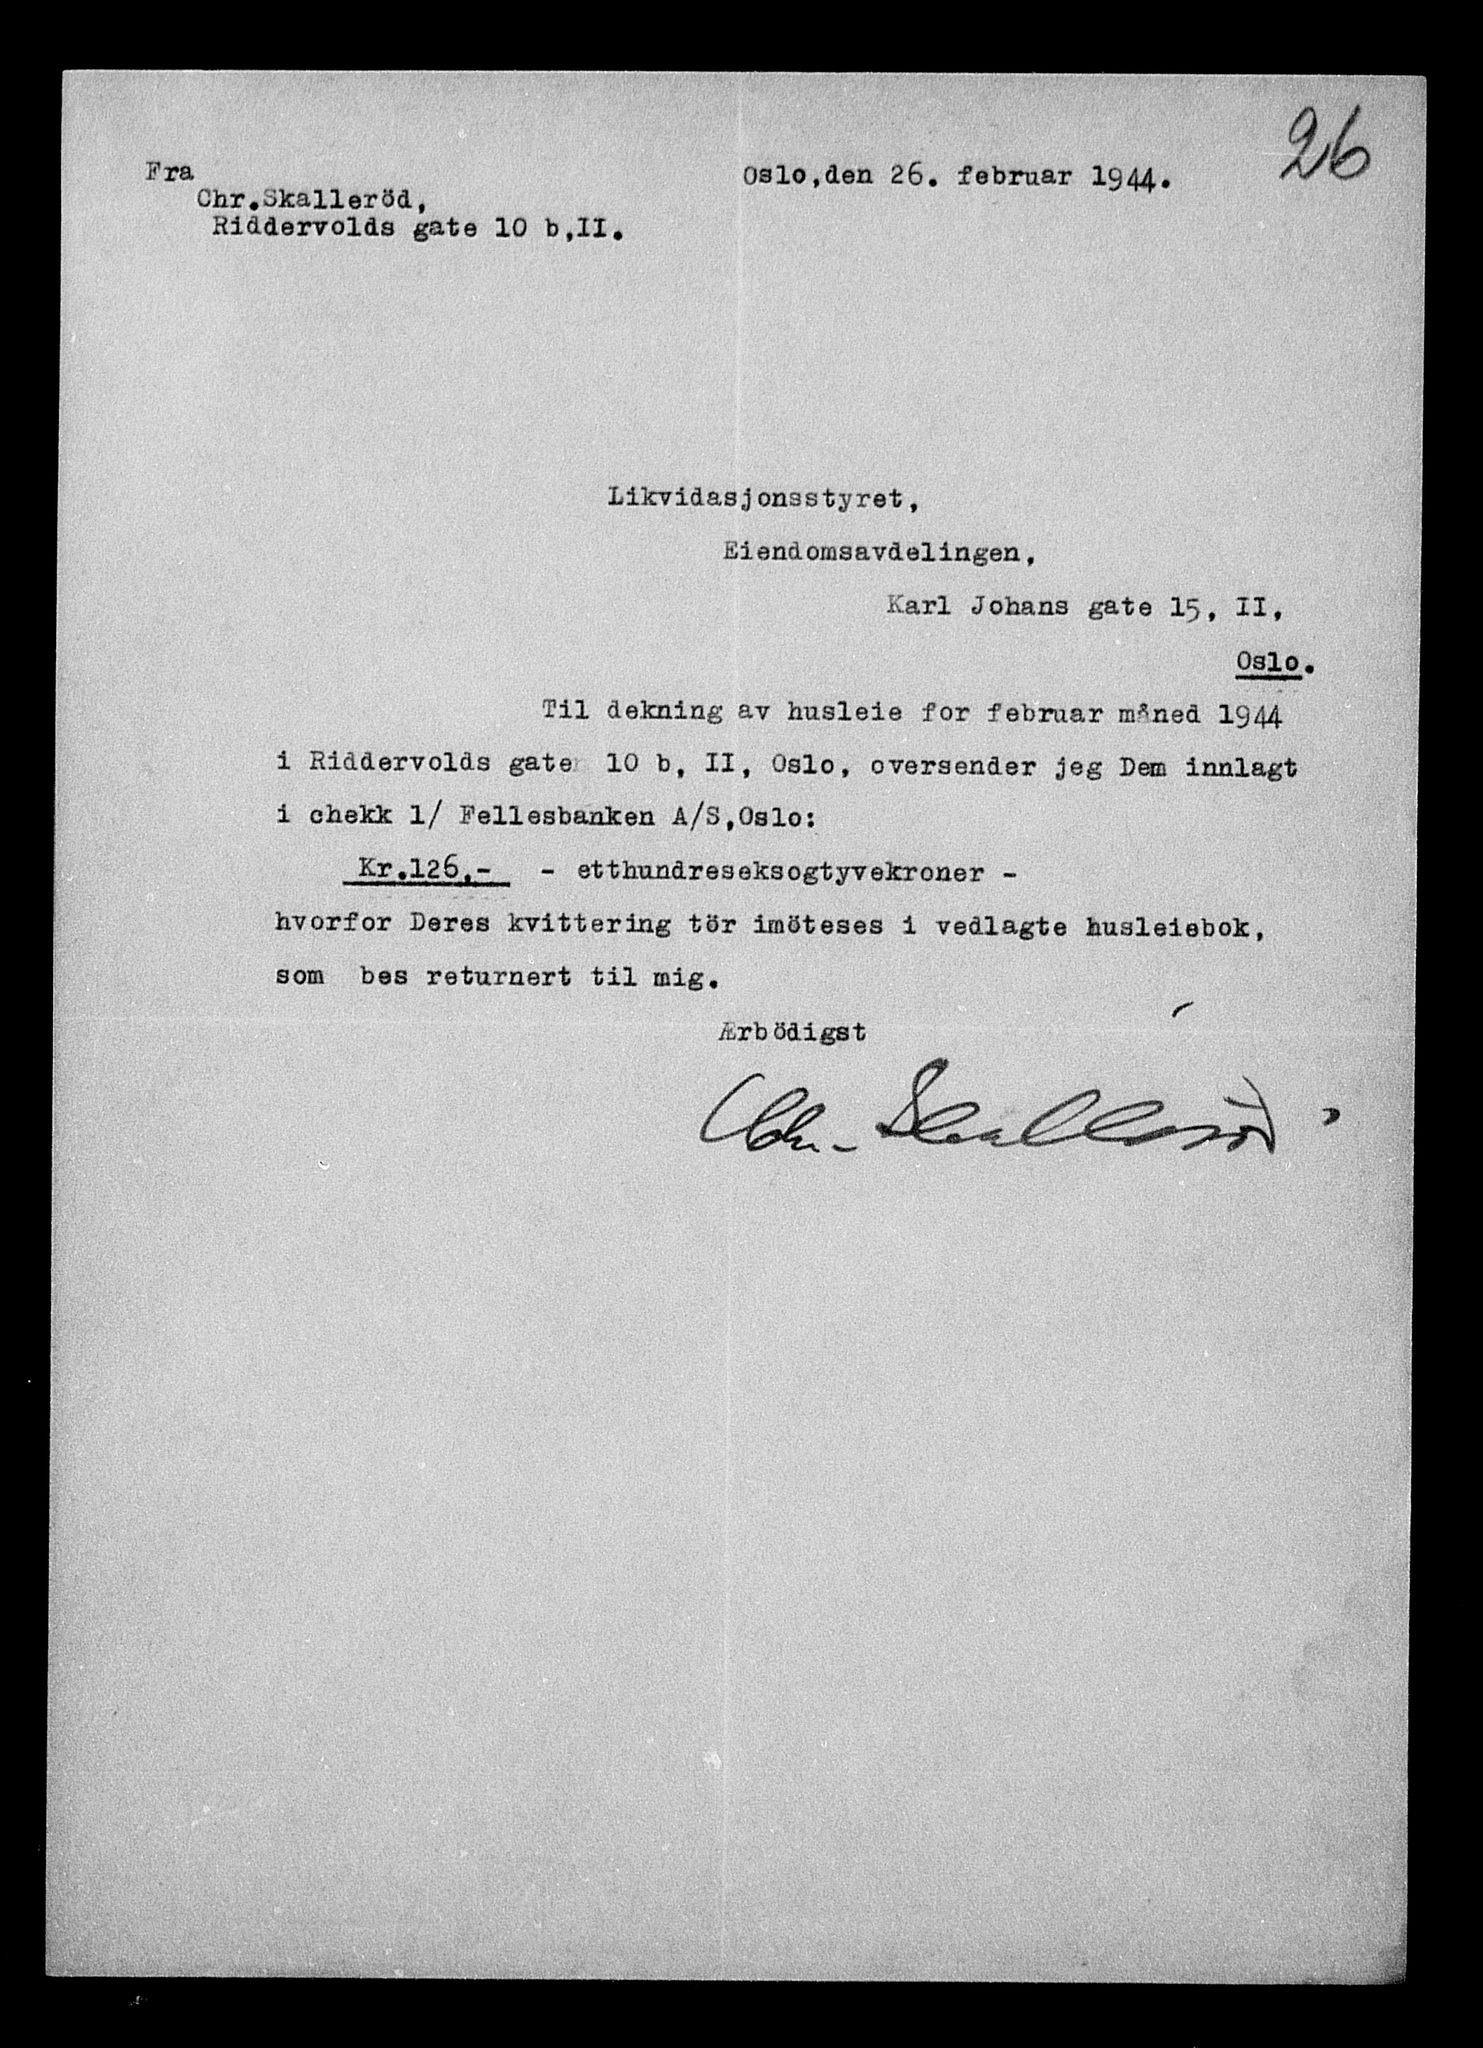 26
Fra
Oslo, den 26. februar 1944.
Chr. Skalleröd,
Riddervolds gate 10 b, II.
Likvidasjonsstyret,
Eiendomsavdelingen,
Karl Johans gate 15, II,
Oslo.
Til dekning av husleie for februar måned 1944
i Riddervolds gate 10 b, II, Oslo, oversender jeg Dem innlagt
i chekk 1/ Fellesbanken A/S, Oslo:
Kr.126,- - etthundreseksogtyvekroner -
hvorfor Deres kvittering tör imöteses i vedlagte husleiebok,
som bes returnert til mig.
Ærbödigst
Chr. Skalleröd